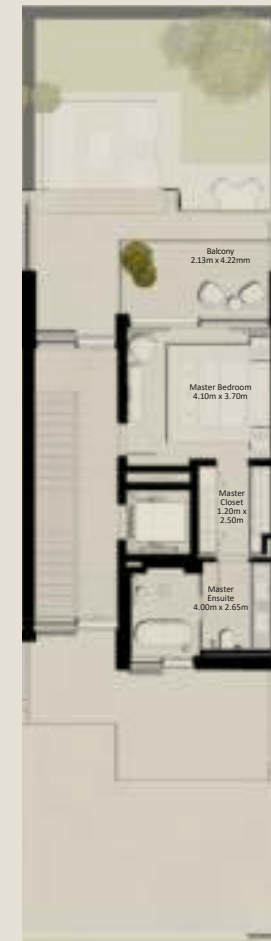 Balcony
2.13m x 4.22mm
Master Bedroom
4.10m x 3.70m
Master
Closet
1.20m x
2.50m
Master
Ensuite
4.00m x 2.65m